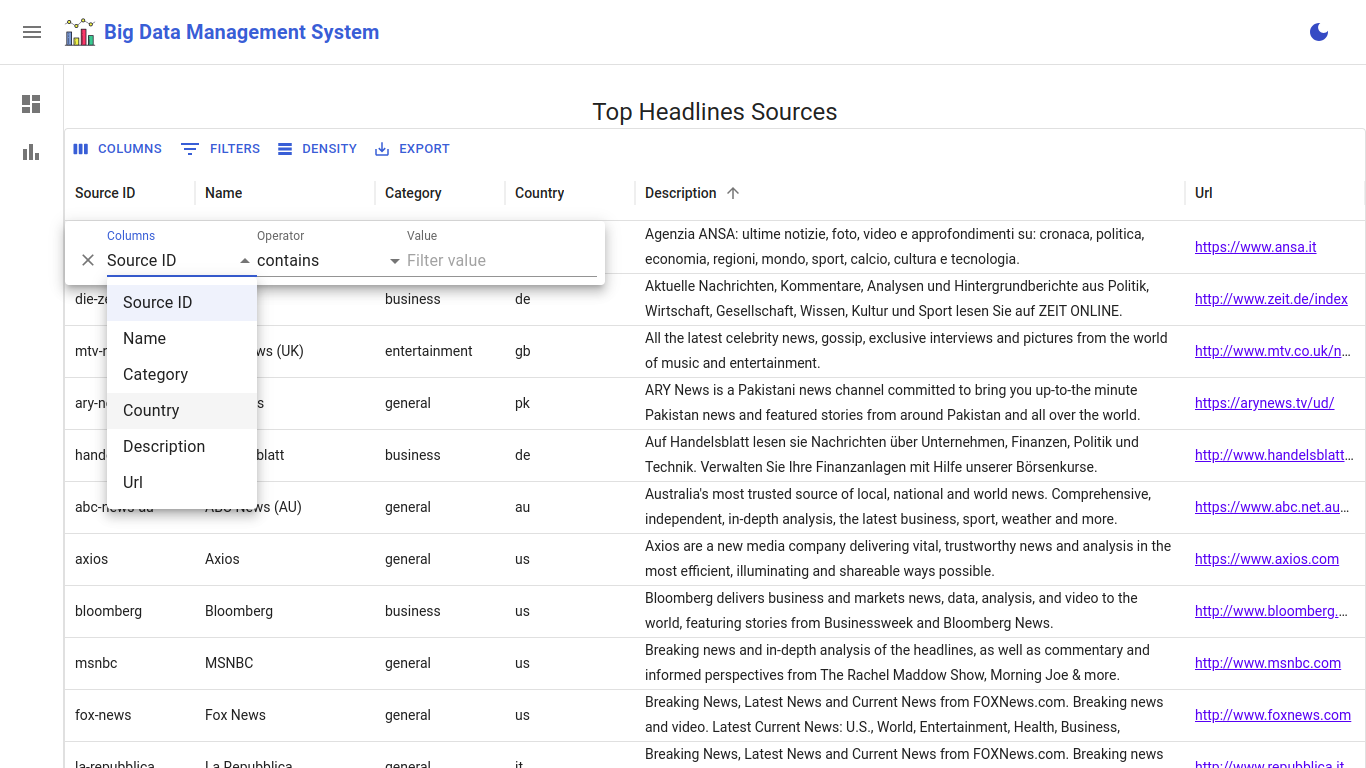 Big Data Management System
Top Headlines Sources
COLUMNS FILTERS DENSITY EXPORT
Source ID Name Category Country Description Url
Columns Operator Value
Source ID contains Filter value
Source ID
Name
Category
Country
Description
Url
Agenzia ANSA: ultime notizie, foto, video e approfondimenti su: cronaca, politica,
economia, regioni, mondo, sport, calcio, cultura e tecnologia.
https://www.ansa.it
business de
Aktuelle Nachrichten, Kommentare, Analysen und Hintergrundberichte aus Politik,
Wirtschaft, Gesellschaft, Wissen, Kultur und Sport lesen Sie auf ZEIT ONLINE.
http://www.zeit.de/index
(UK) entertainment gb
All the latest celebrity news, gossip, exclusive interviews and pictures from the world
of music and entertainment.
http://www.mtv.co.uk/n…
general pk
ARY News is a Pakistani news channel committed to bring you up-to-the minute
Pakistan news and featured stories from around Pakistan and all over the world.
https://arynews.tv/ud/
business de
Auf Handelsblatt lesen sie Nachrichten über Unternehmen, Finanzen, Politik und
Technik. Verwalten Sie Ihre Finanzanlagen mit Hilfe unserer Börsenkurse.
http://www.handelsblatt…
abc-news-au ABC News (AU) general au
Australia's most trusted source of local, national and world news. Comprehensive,
independent, in-depth analysis, the latest business, sport, weather and more.
https://www.abc.net.au…
axios Axios general us
Axios are a new media company delivering vital, trustworthy news and analysis in the
most efficient, illuminating and shareable ways possible.
https://www.axios.com
bloomberg Bloomberg business us
Bloomberg delivers business and markets news, data, analysis, and video to the
world, featuring stories from Businessweek and Bloomberg News.
http://www.bloomberg.…
msnbc MSNBC general us
Breaking news and in-depth analysis of the headlines, as well as commentary and
informed perspectives from The Rachel Maddow Show, Morning Joe & more.
http://www.msnbc.com
fox-news Fox News general us
Breaking News, Latest News and Current News from FOXNews.com. Breaking news
and video. Latest Current News: U.S., World, Entertainment, Health, Business,
http://www.foxnews.com
la-repubblica La Repubblica general it
Breaking News, Latest News and Current News from FOXNews.com. Breaking news
http://www.repubblica.it